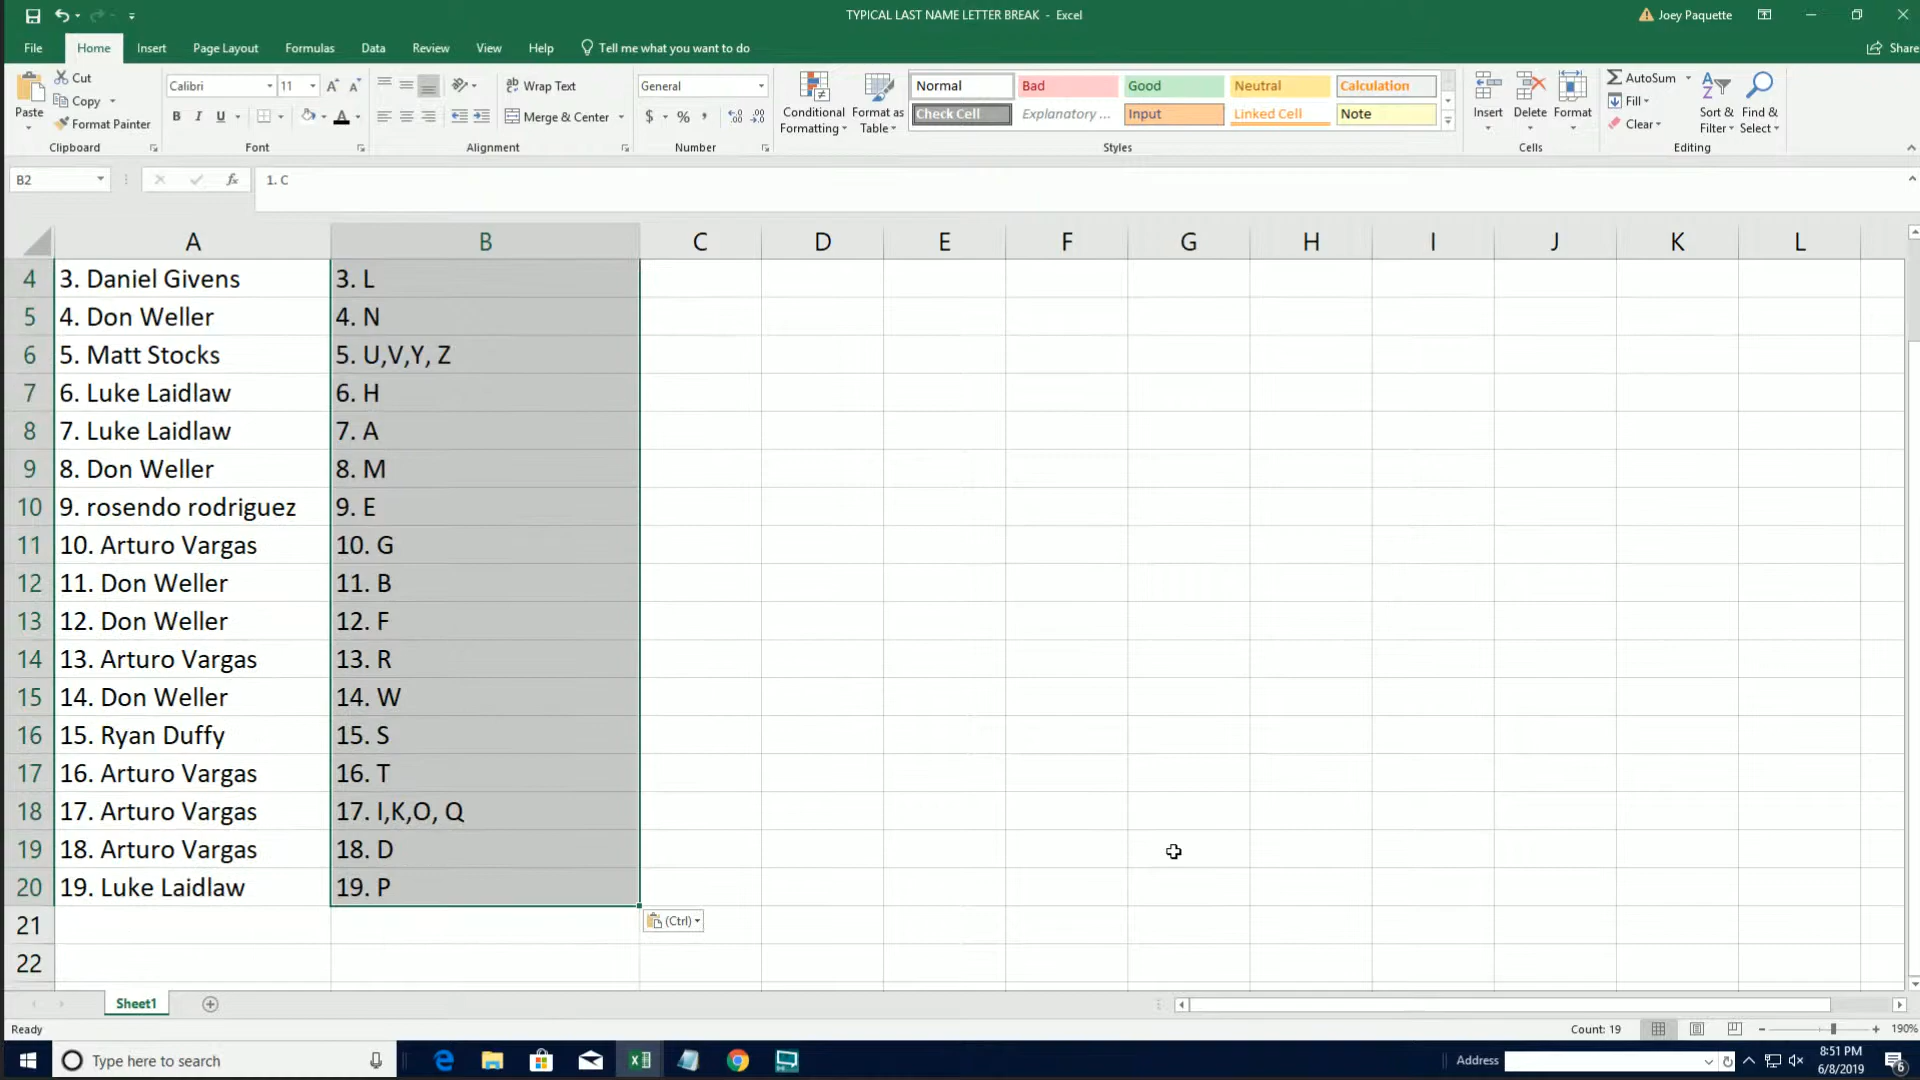 TYPICAL LAST NAME LETTER BREAK - Excel
Joey Paquette
File Home Insert Page Layout Formulas Data Review View Help Tell me what you want to do Share
Paste Cut Copy Format Painter Clipboard
Calibri 11 A A B I U A Font
Wrap Text Merge & Center Alignment
General $ % , Number
Conditional Formatting Format as Table
Normal Bad Good Neutral Calculation
Check Cell Explanatory ... Input Linked Cell Note
Styles
Insert Delete Format Cells
AutoSum Fill Clear Sort & Filter Find & Select Editing
B2 fx 1. C
A B C D E F G H I J K L
4 3. Daniel Givens 3. L
5 4. Don Weller 4. N
6 5. Matt Stocks 5. U,V,Y, Z
7 6. Luke Laidlaw 6. H
8 7. Luke Laidlaw 7. A
9 8. Don Weller 8. M
10 9. rosendo rodriguez 9. E
11 10. Arturo Vargas 10. G
12 11. Don Weller 11. B
13 12. Don Weller 12. F
14 13. Arturo Vargas 13. R
15 14. Don Weller 14. W
16 15. Ryan Duffy 15. S
17 16. Arturo Vargas 16. T
18 17. Arturo Vargas 17. I,K,O, Q
19 18. Arturo Vargas 18. D
20 19. Luke Laidlaw 19. P
21 (Ctrl)
22
Sheet1
Ready Count: 19 190%
Type here to search Address 8:51 PM
6/8/2019 6